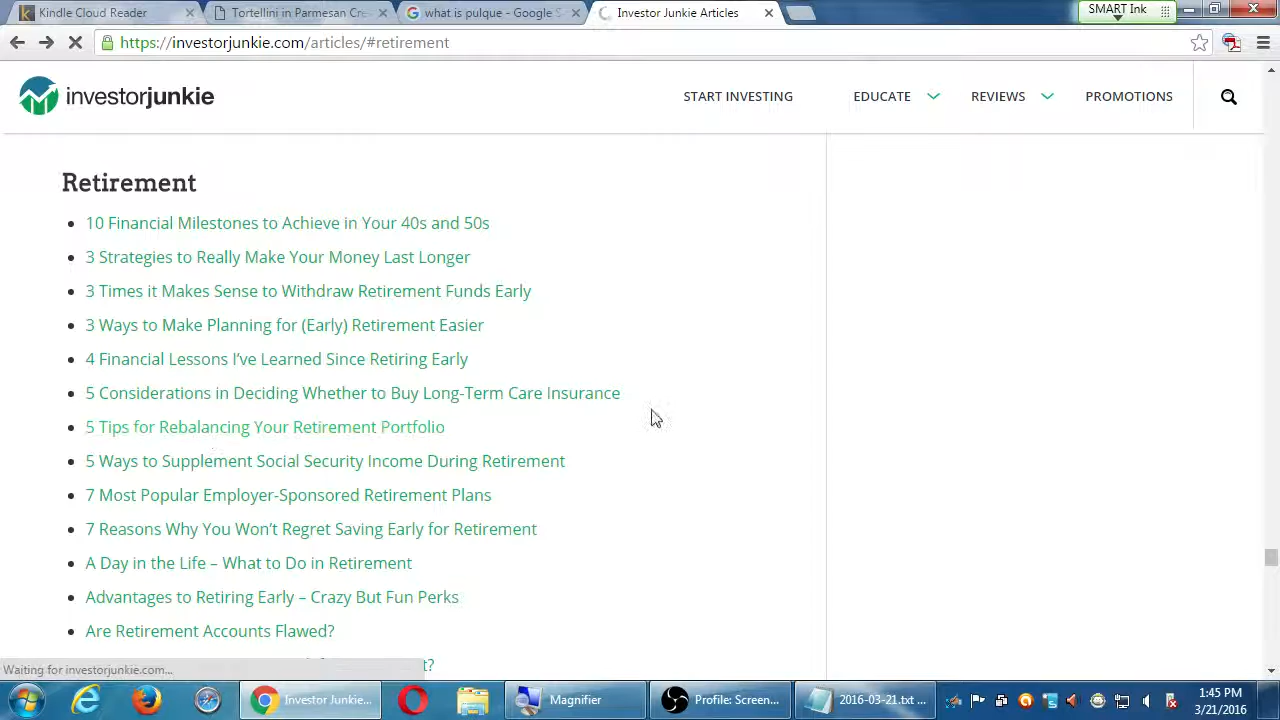 Kindle Cloud Reader
Tortellini in Parmesan Cre
what is pulque - Google S
Investor Junkie Articles
SMART Ink
https://investorjunkie.com/articles/#retirement
investorjunkie
START INVESTING
EDUCATE
REVIEWS
PROMOTIONS
Retirement
10 Financial Milestones to Achieve in Your 40s and 50s
3 Strategies to Really Make Your Money Last Longer
3 Times it Makes Sense to Withdraw Retirement Funds Early
3 Ways to Make Planning for (Early) Retirement Easier
4 Financial Lessons I’ve Learned Since Retiring Early
5 Considerations in Deciding Whether to Buy Long-Term Care Insurance
5 Tips for Rebalancing Your Retirement Portfolio
5 Ways to Supplement Social Security Income During Retirement
7 Most Popular Employer-Sponsored Retirement Plans
7 Reasons Why You Won’t Regret Saving Early for Retirement
A Day in the Life – What to Do in Retirement
Advantages to Retiring Early – Crazy But Fun Perks
Are Retirement Accounts Flawed?
t?
Waiting for investorjunkie.com...
Investor Junkie...
Magnifier
Profile: Screen...
2016-03-21.txt ...
1:45 PM
3/21/2016